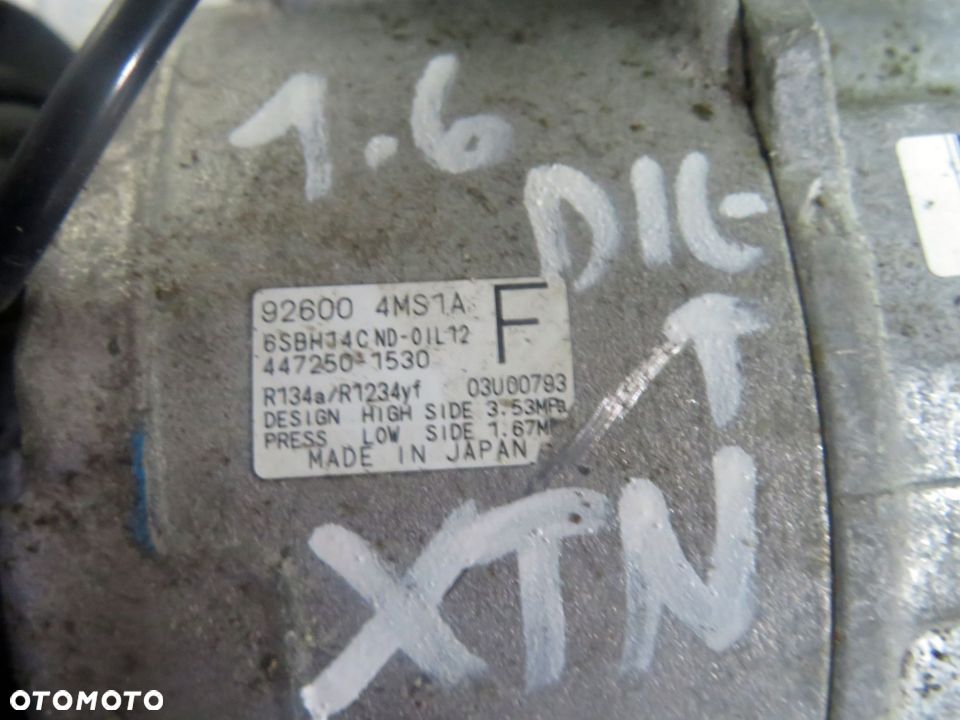 1.6
DIG-
T
92600 4MS1A
F
6SBH14C ND-OIL12
447250-1530
R134a/R1234yf 03U00793
DESIGN HIGH SIDE 3.53MPa
PRESS LOW SIDE 1.67M
MADE IN JAPAN
XTN
OTOMOTO